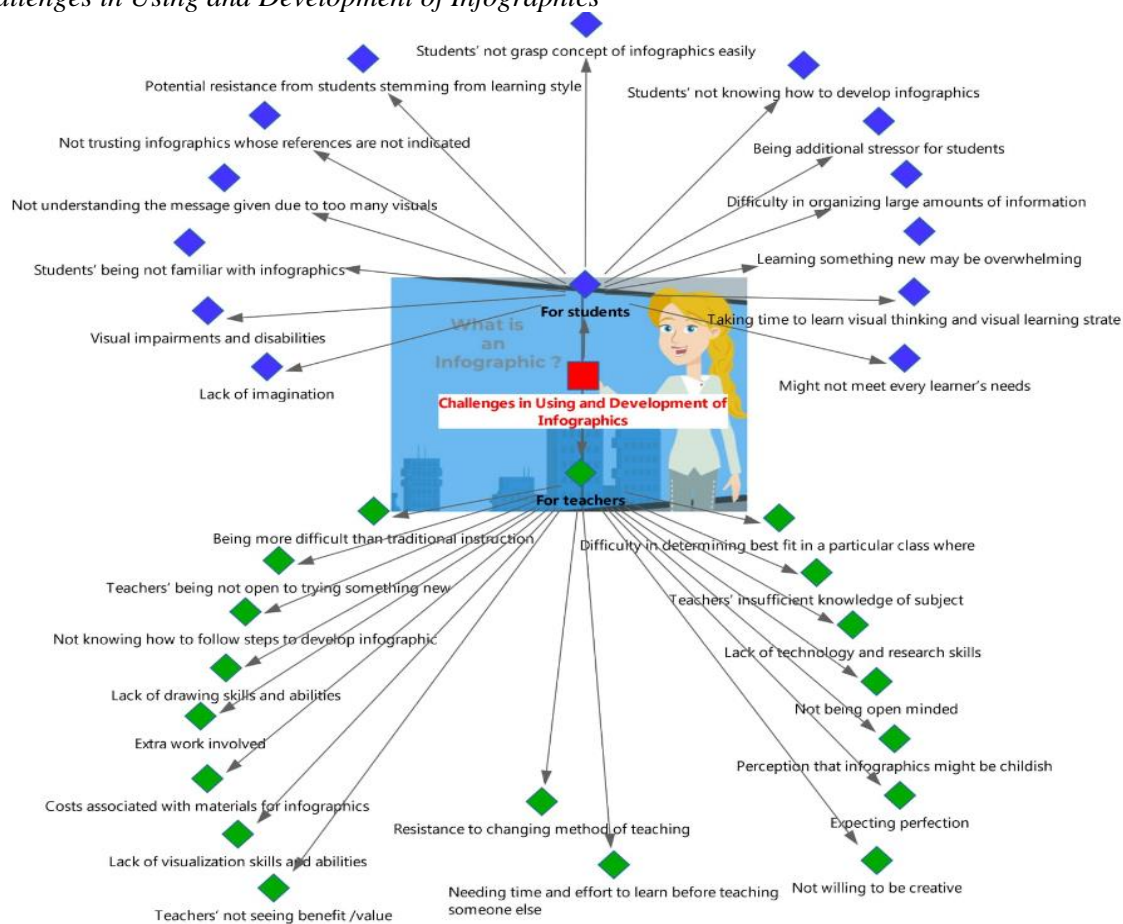 allenges in Using and Development of Infographics
Students' not grasp concept of infographics easily
Potential resistance from students stemming from learning style
Students' not knowing how to develop infographics
Not trusting infographics whose references are not indicated
Being additional stressor for students
Not understanding the message given due to too many visuals
Difficulty in organizing large amounts of information
Students' being not familiar with infographics
Learning something new may be overwhelming
Visual impairments and disabilities
For students
Taking time to learn visual thinking and visual learning strate
What is
an
Infographic ?
Lack of imagination
Might not meet every learner's needs
Challenges in Using and Development of
Infographics
For teachers
Being more difficult than traditional instruction
Difficulty in determining best fit in a particular class where
Teachers' being not open to trying something new
Teachers' insufficient knowledge of subject
Not knowing how to follow steps to develop infographic
Lack of technology and research skills
Lack of drawing skills and abilities
Not being open minded
Extra work involved
Perception that infographics might be childish
Costs associated with materials for infographics
Resistance to changing method of teaching
Expecting perfection
Lack of visualization skills and abilities
Needing time and effort to learn before teaching
someone else
Not willing to be creative
Teachers' not seeing benefit /value